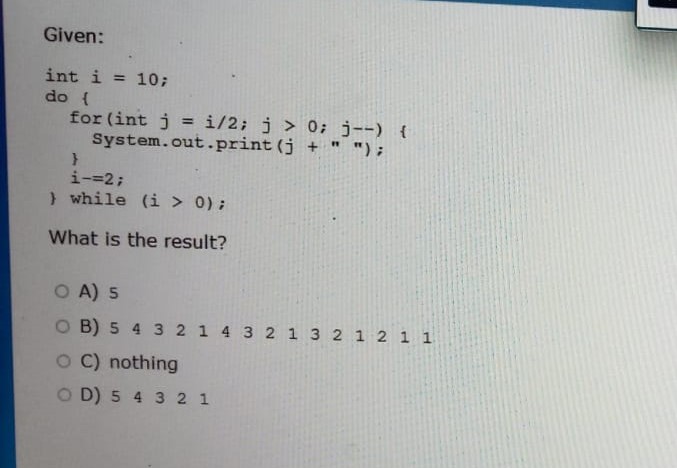 Given:
int i = 10;
do {
for(int j = i/2; j > 0; j--) {
System.out.print(j + " ");
}
i-=2;
} while (i > 0);
What is the result?
A) 5
B) 5 4 3 2 1 4 3 2 1 3 2 1 2 1 1
C) nothing
D) 5 4 3 2 1